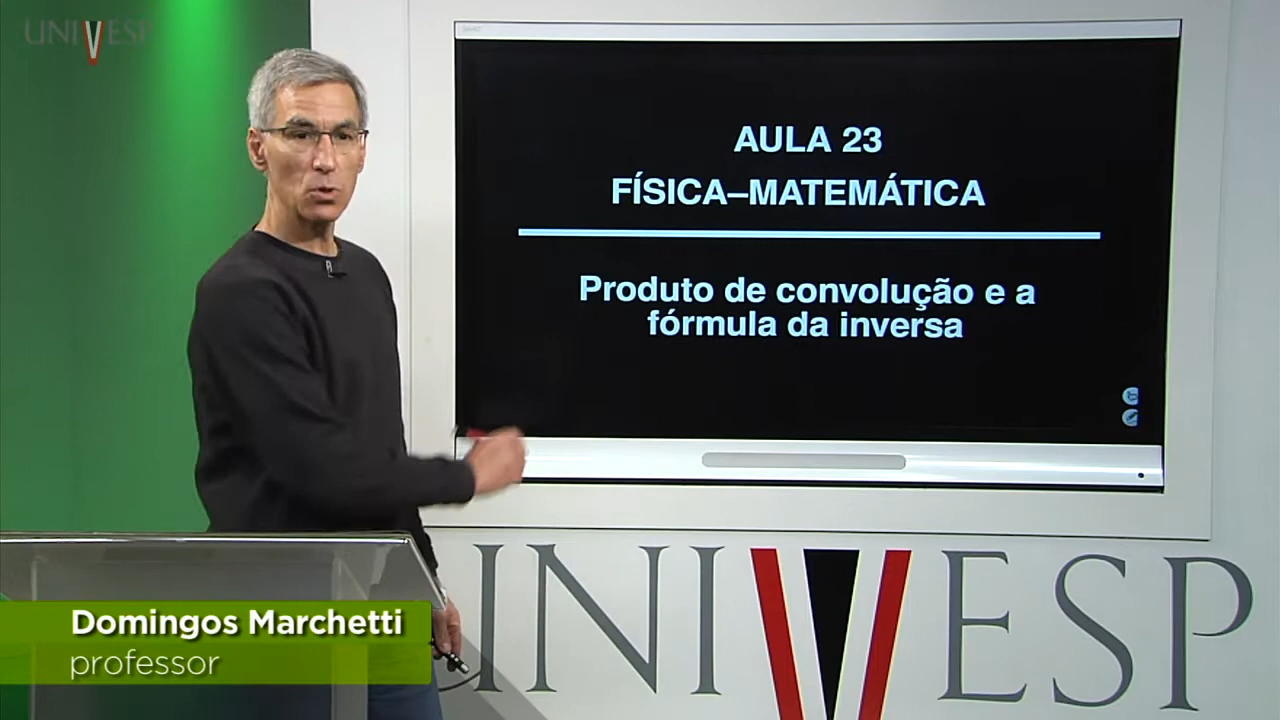 UNIVESP
AULA 23
FÍSICA–MATEMÁTICA
Produto de convolução e a
fórmula da inversa
Domingos Marchetti
professor
UNIVESP